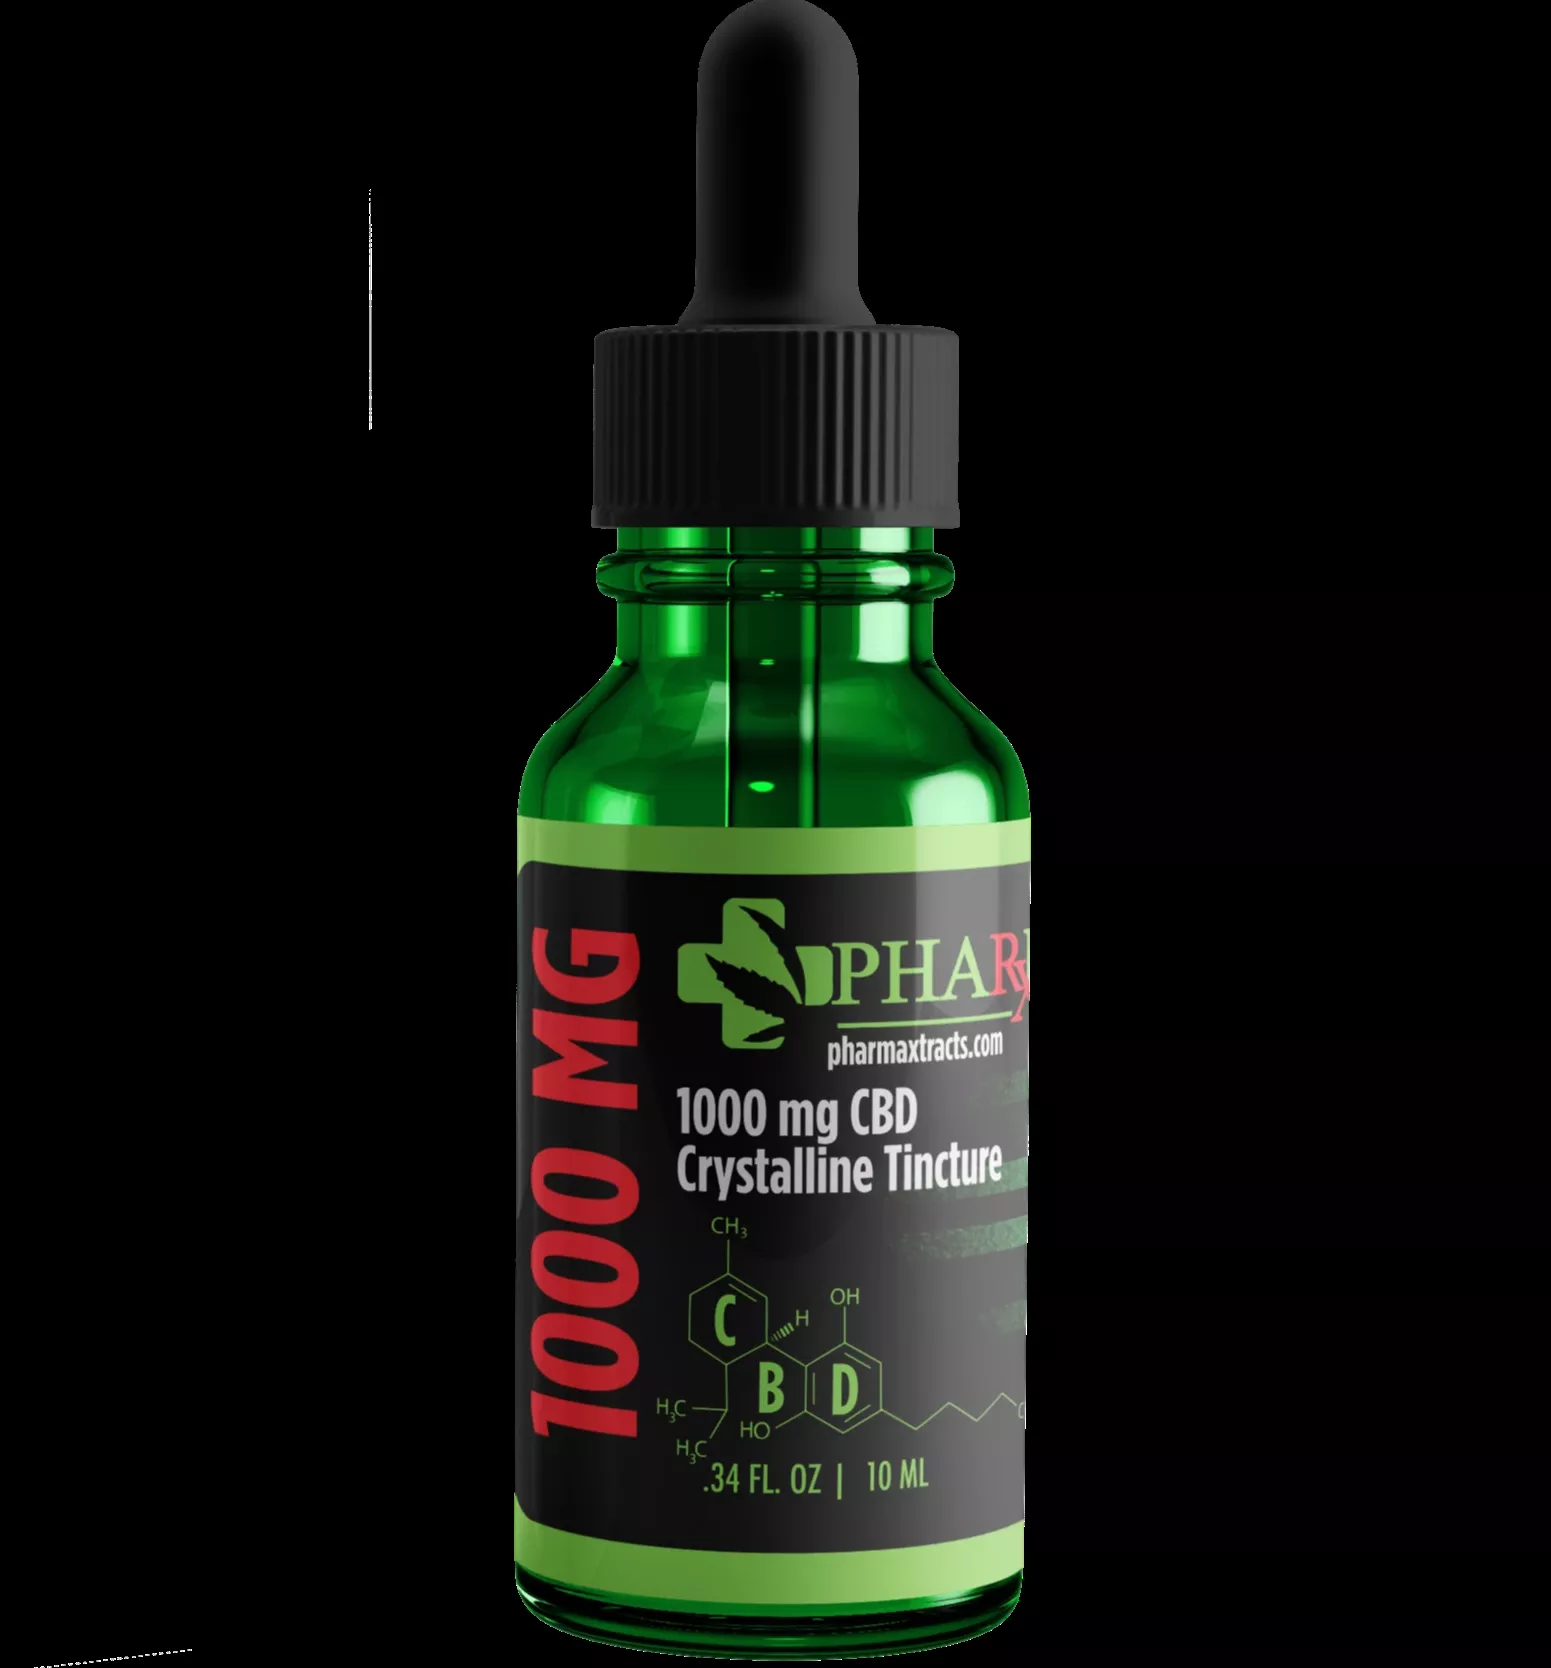 1000 MG
PHAR
pharmaxtracts.com
1000 mg CBD
Crystalline Tincture
CH₃
OH
C
H
B
D
H₃C
HO
H₃C
.34 FL. OZ | 10 ML